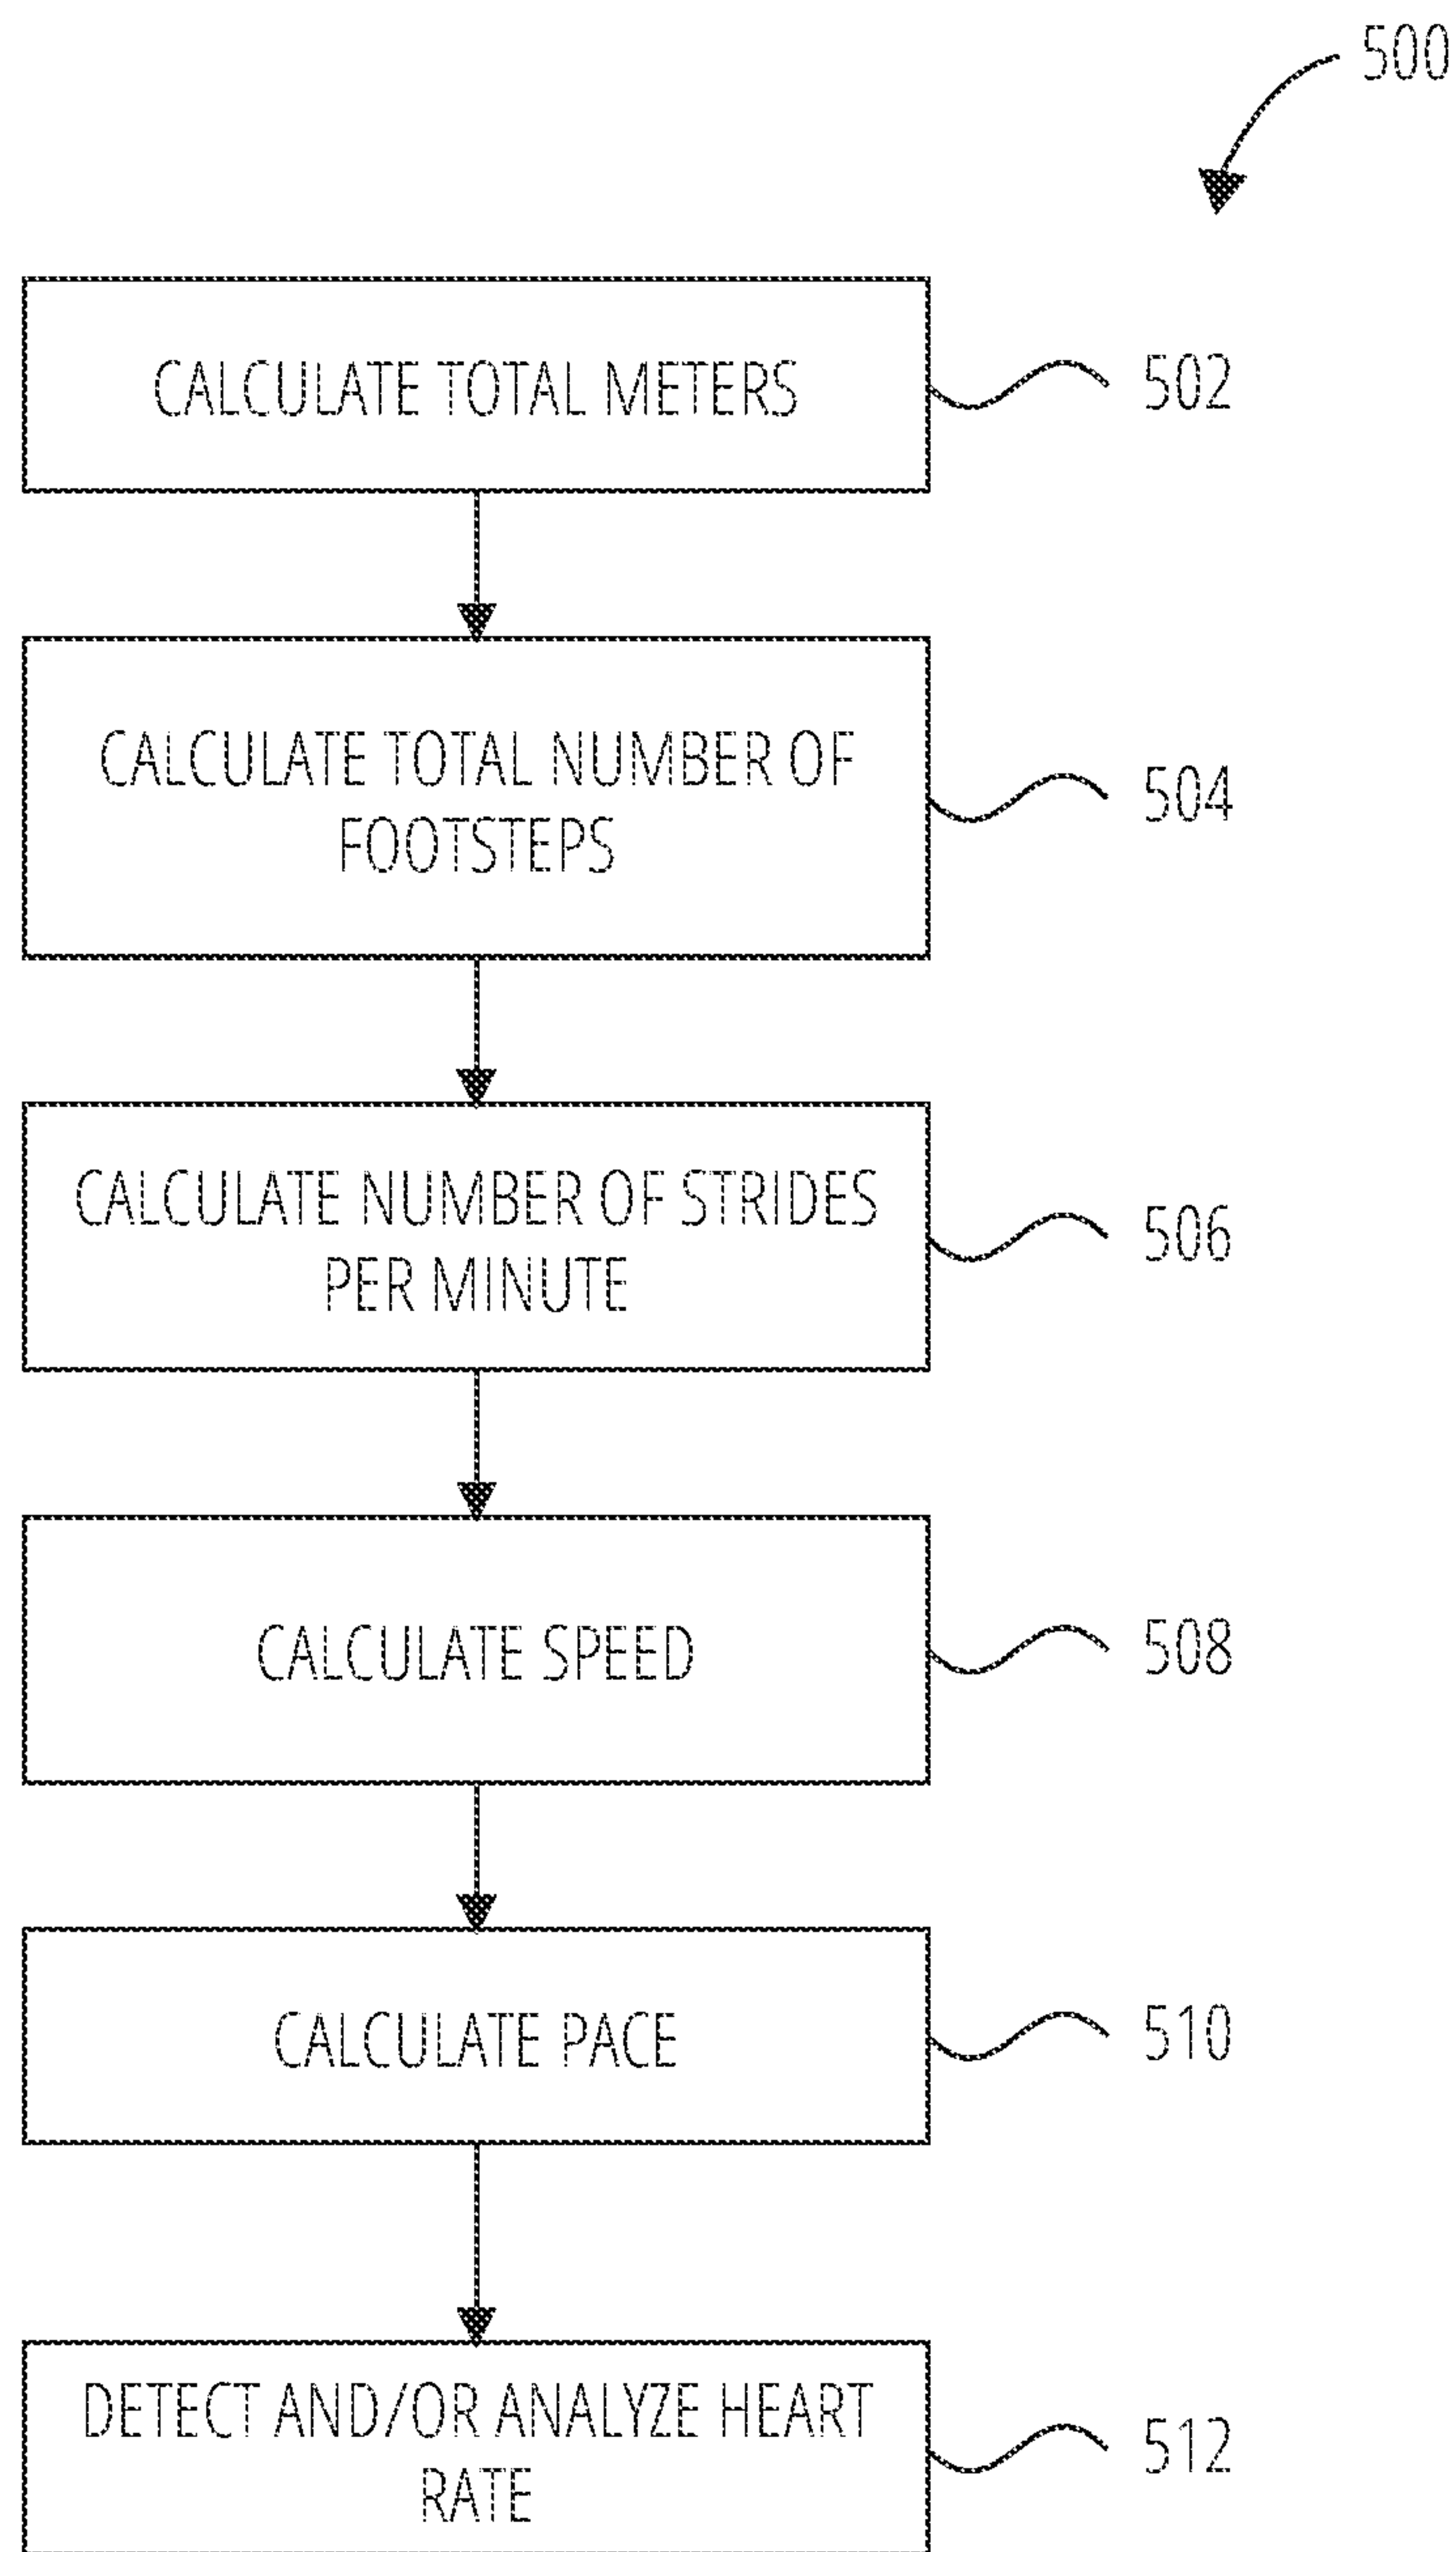 500
CALCULATE TOTAL METERS
502
CALCULATE TOTAL NUMBER OF
FOOTSTEPS
504
CALCULATE NUMBER OF STRIDES
PER MINUTE
506
CALCULATE SPEED
508
CALCULATE PACE
510
DETECT AND/OR ANALYZE HEART
RATE
512